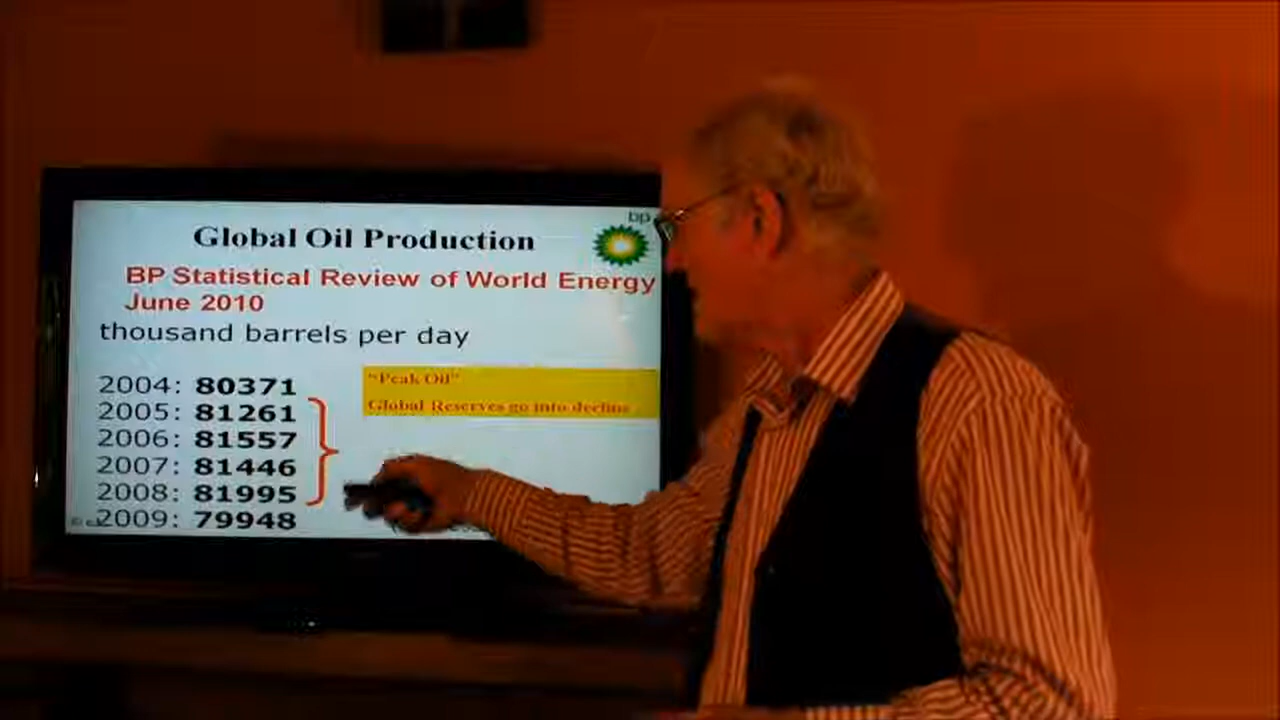 bp
Global Oil Production
BP Statistical Review of World Energy
June 2010
thousand barrels per day
2004: 80371
2005: 81261
2006: 81557
2007: 81446
2008: 81995
2009: 79948
"Peak Oil"
Global Reserves go into decline